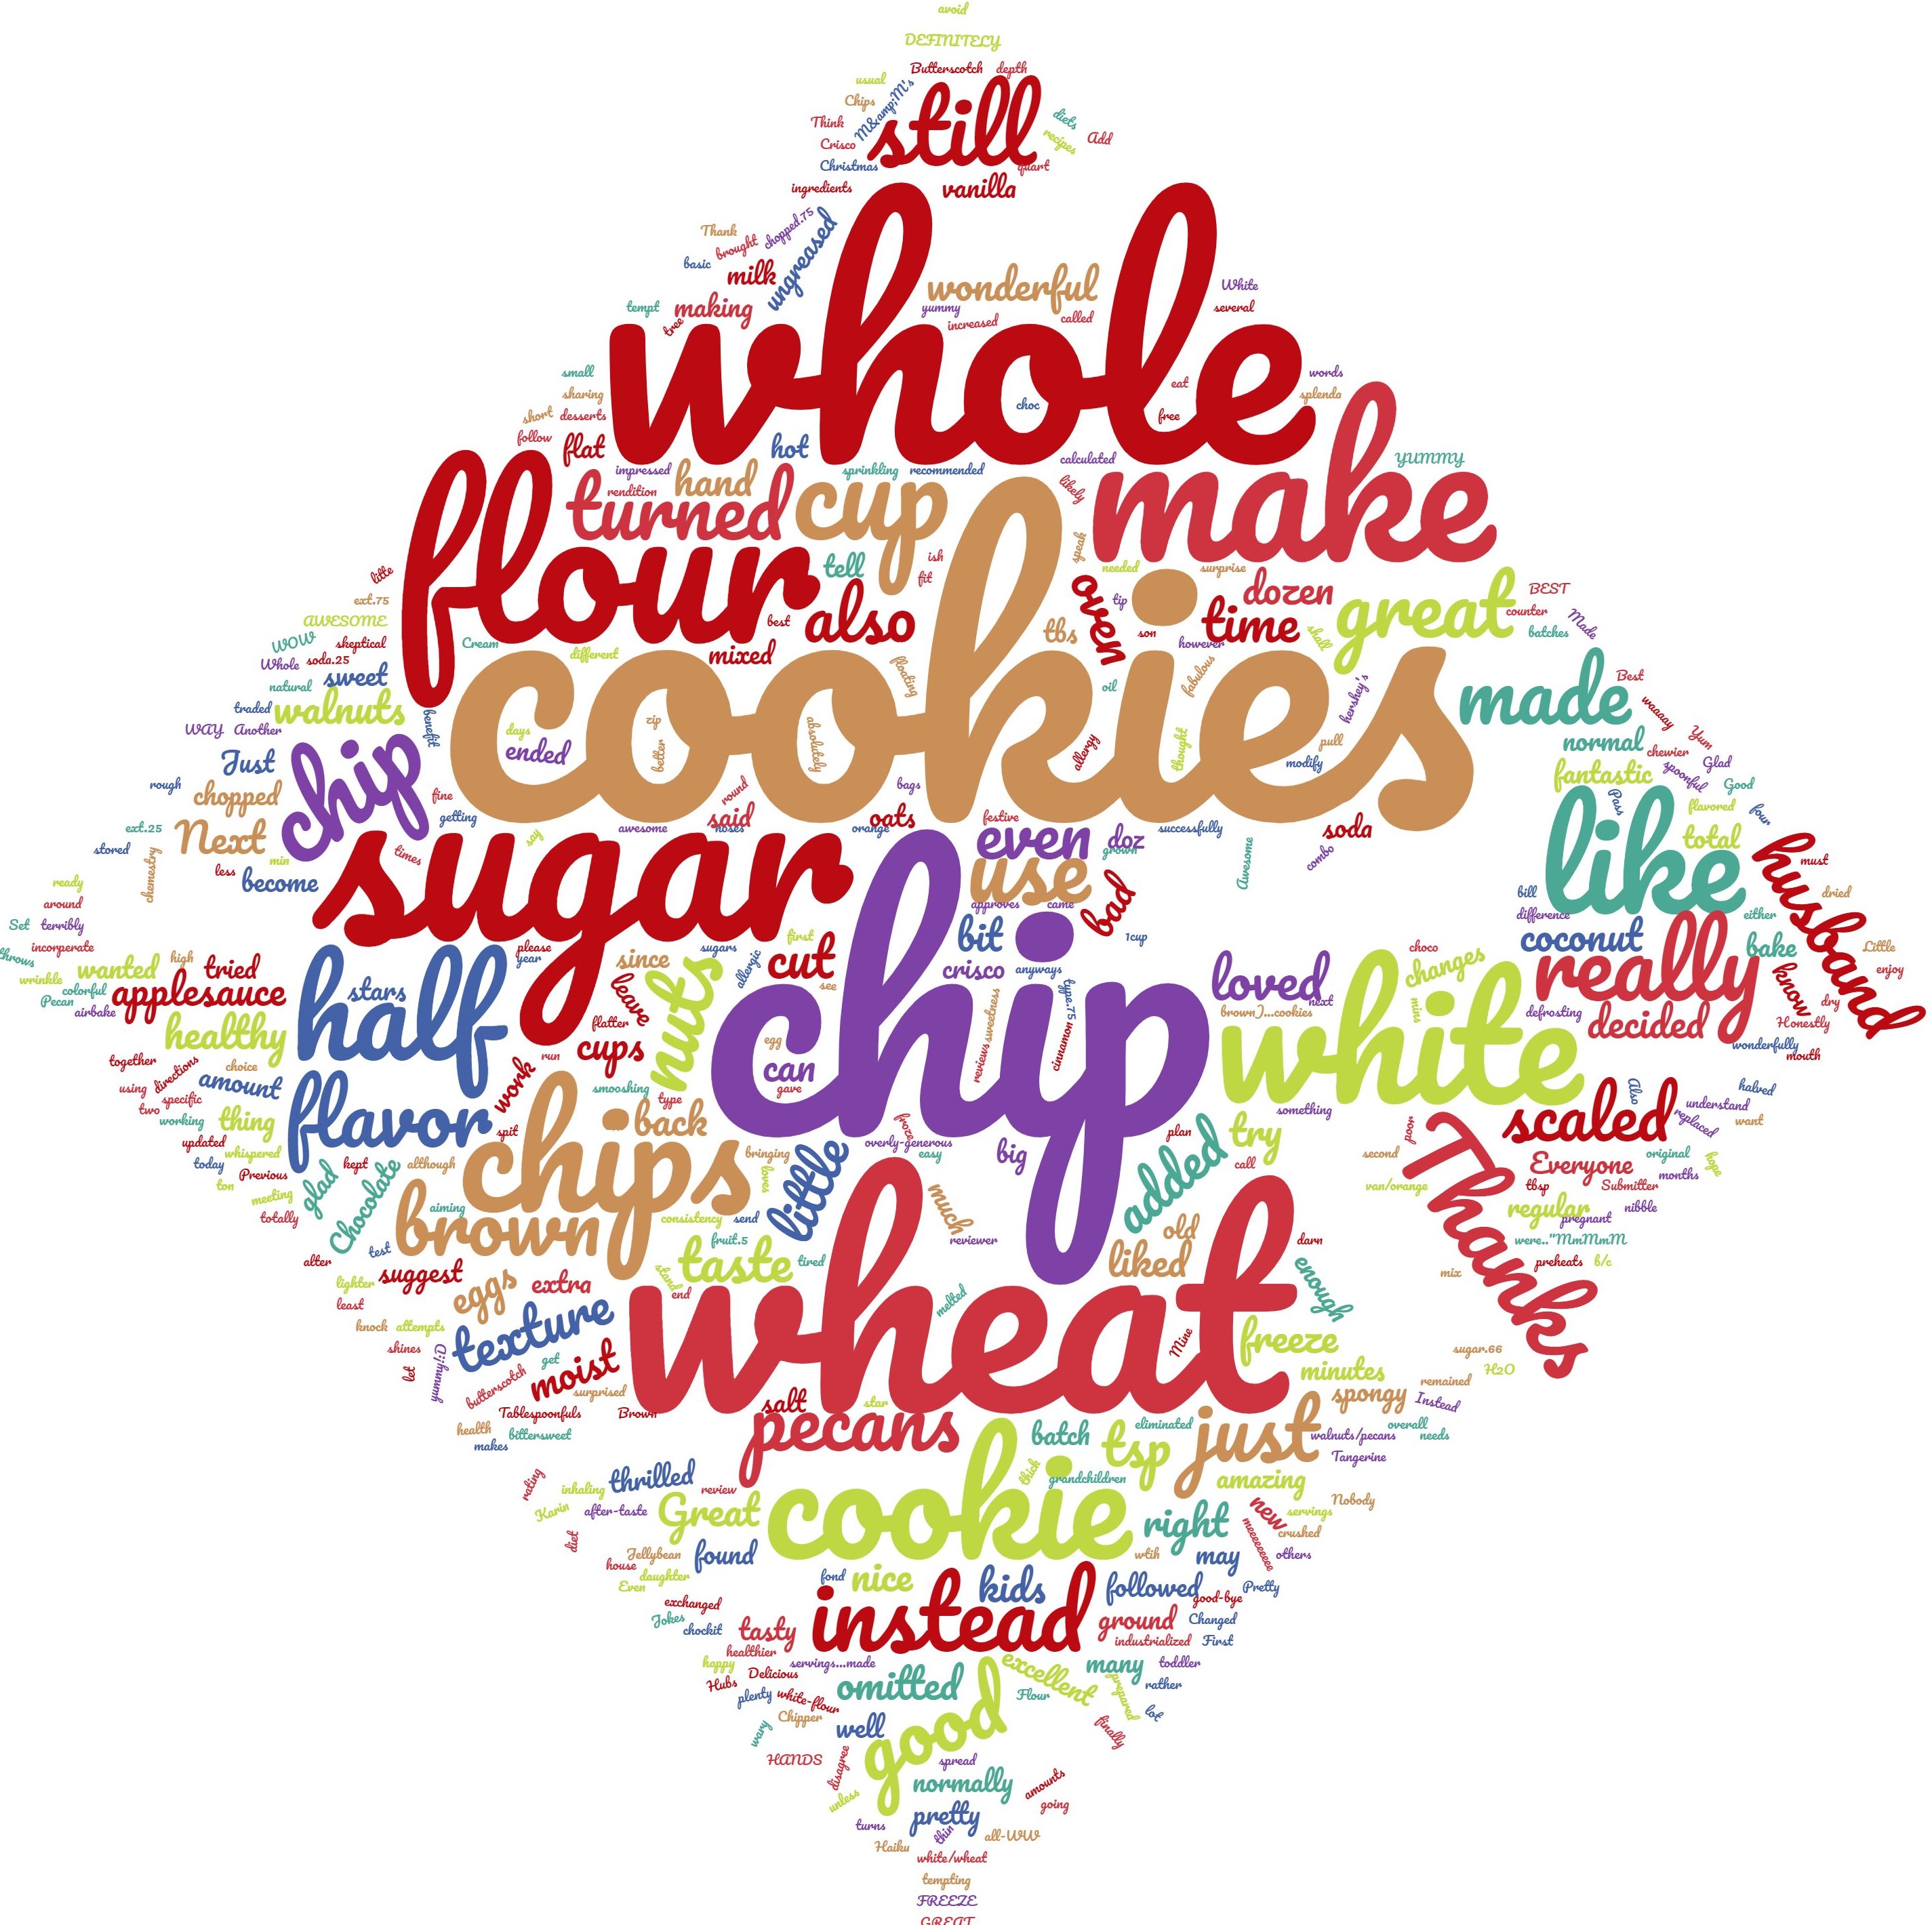 avoid
DEFINITELY
Butterscotch depth
usual
Chips M&amp;M's
still
diets
Think
recipes Add
Crisco
Christmas quart
ingredients vanilla
Thank brought chopped.75 ungreased
whole
basic milk
wonderful White
tempt making tree
yummy increased called several
small words
sharing choc eat splenda
short desserts free
follow flat hot
flour
impressed hand sprinkling recommended calculated YUMMY
turned rendition cup likely make
cookies
tell ish speak
litte fit needed surprise
ext.75 oven tip dozen great BEST
AWESOME best also tbs son time counter Made
WOW skeptical Cream however shall batches
Whole soda.25 different mixed floating fabulous
natural sweet oil hershey's made Best
traded walnuts benefit waaaay
WAY Another days zip absolutely allergy thought pull normal Yum
chip ended better modify chewier
Just fantastic spoonful Glad
rough chopped fine round bags Pass flavored Good
getting said oats festive four
ext.25 Next say awesome noses orange even doz successfully soda total
sugar chip
stored chemestry min times grown Awesome combo like husband must
less become use
ready bad bill dried
around approves came difference either
Set terribly please sugars first bit 1cup coconut bake Little
incorperate high year since allergic cut choco
throws wanted tried crisco anyways loved changes really enjoy
wrinkle colorful applesauce stars half leave nuts see type.75 next know dry
Pecan airbake flatter sweetness brown)...cookies mins defrosting decided Honestly
healthy cups egg cinnamon white wonderfully mouth
together directions choice run can reviews
using specific amount work smooshing gave Also halved
two working flavor type froze something scaled understand
thing spit back plan try poor replaced want
updated whispered chips overly-generous easy big added second Thanks
today kept although Chocolate bringing little call Everyone original hope
Previous loves van/orange tbsp Submitter months
ton meeting glad brown aiming much old regular nibble
totally consistency send pregnant
test fruit.5 reviewer darn were.."MmMmM
alter suggest taste tired wheat liked preheats b/c
lighter eggs extra stand enough mix
least end melted
knock attempts texture freeze
shines Mine sugar.66
let yummy!:D get minutes H2O
butterscotch moist surprised spongy remained
Tablespoonfuls Brown salt star just Instead
health bittersweet pecans batch eliminated overall
makes tsp walnuts/pecans needs
rating thrilled thick grandchildren Tangerine
inhaling review cookie amazing
Karin after-taste Great new Nobody
right servings
diet meeeeeeeeee crushed
Jellybean found wtih may others
house daughter fond nice kids followed Pretty
Even exchanged good-bye
Jokes chockit tasty instead ground Changed
healthier industrialized First
happy servings...made excellent many toddler
Hubs Delicious omitted Flour prepared rather
plenty white-flour good
Chipper well lot
wary finally
HANDS disagree spread
normally amounts
unless pretty going
turns thin
Haiku all-WW
white/wheat
tempting
FREEZE
GREAT